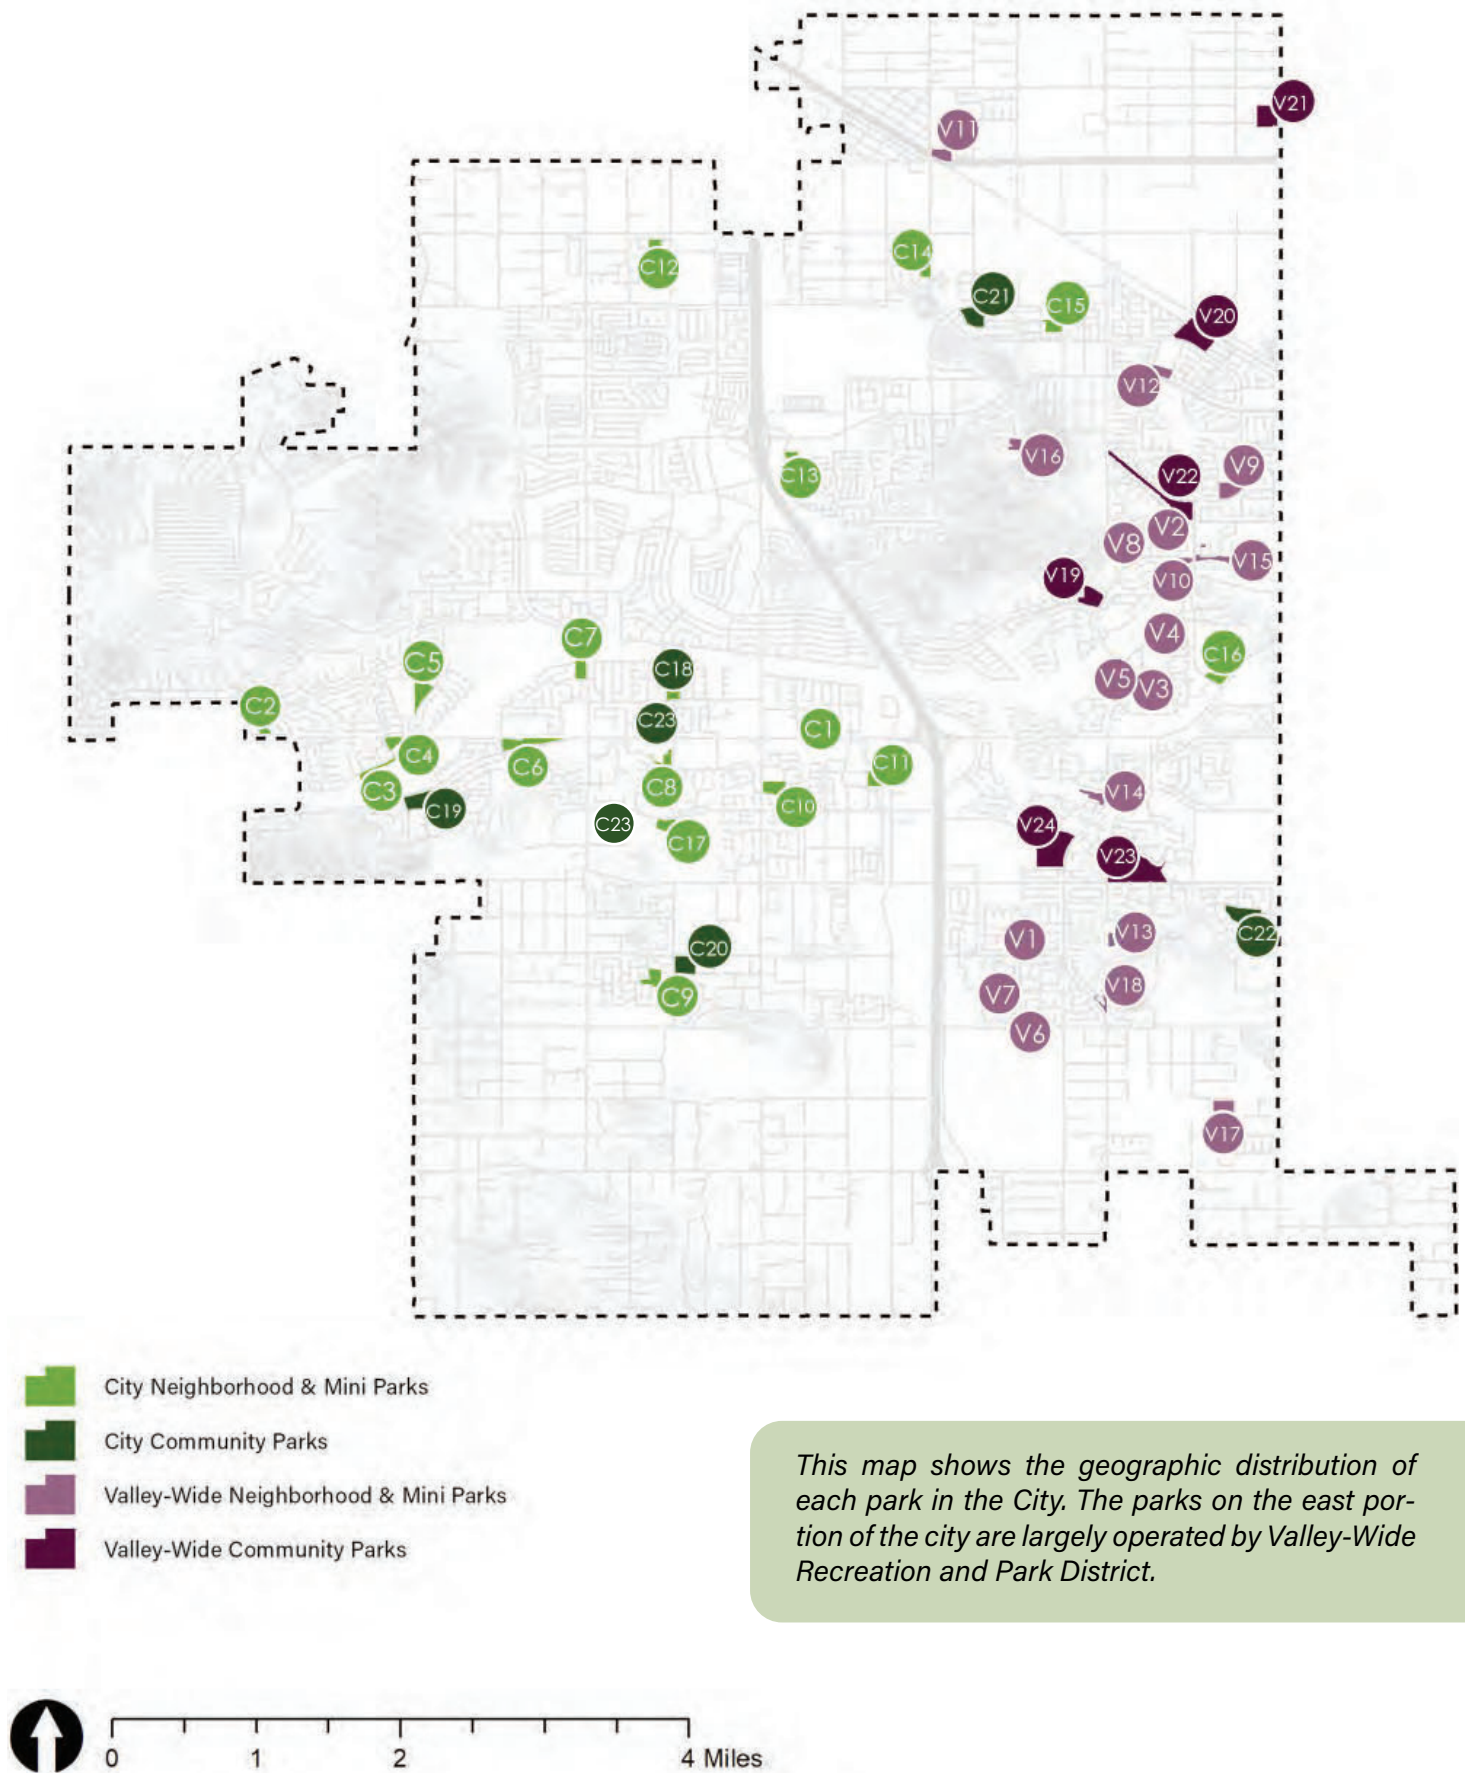 V21
V11
C14
C12
C21
C15
V20
V12
V16
V9
C13
V22
V2
V8
V15
V19
V10
V4
C7
C16
C5
C18
V5
V3
C2
C23
C1
C4
C11
C6
C8
C3
V14
C10
C19
C23
V24
C17
V23
V13
C22
V1
C20
V18
V7
C9
V6
V17
City Neighborhood & Mini Parks
City Community Parks
Valley-Wide Neighborhood & Mini Parks
Valley-Wide Community Parks
This map shows the geographic distribution of
each park in the City. The parks on the east por-
tion of the city are largely operated by Valley-Wide
Recreation and Park District.
0 1 2 4 Miles